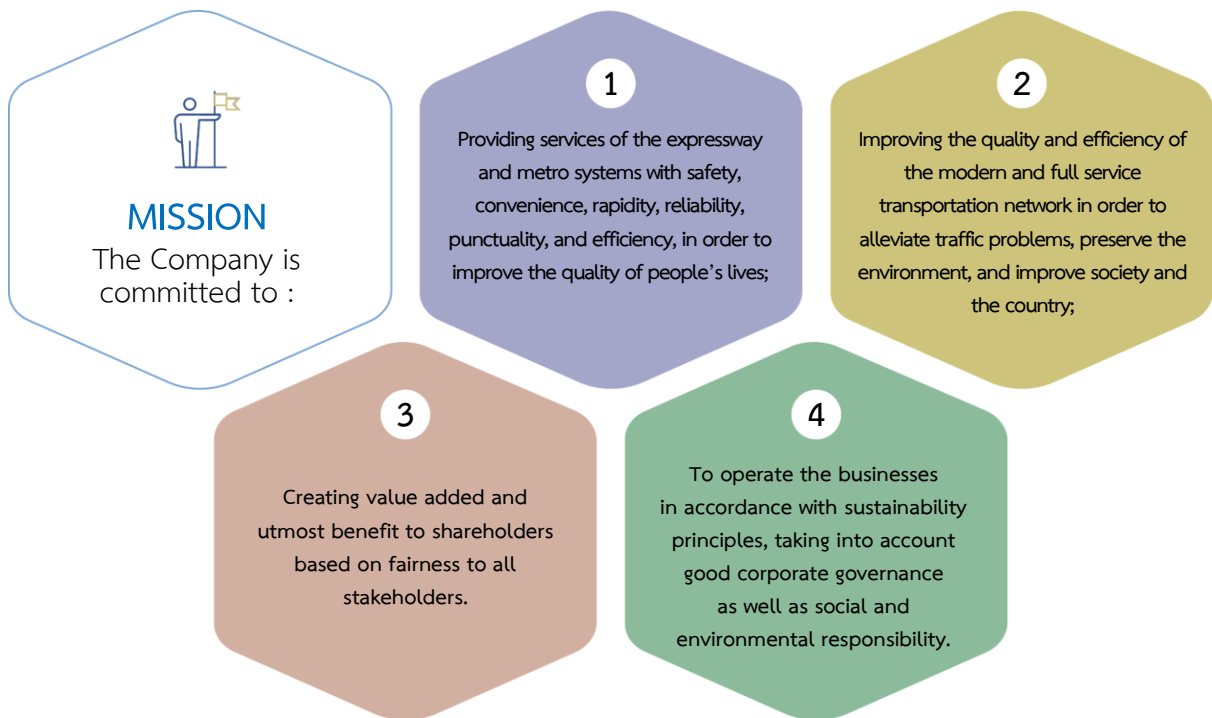 MISSION
The Company is
committed to :
1
Providing services of the expressway
and metro systems with safety,
convenience, rapidity, reliability,
punctuality, and efficiency, in order to
improve the quality of people's lives;
2
Improving the quality and efficiency of
the modern and full service
transportation network in order to
alleviate traffic problems, preserve the
environment, and improve society and
the country;
3
Creating value added and
utmost benefit to shareholders
based on fairness to all
stakeholders.
4
To operate the businesses
in accordance with sustainability
principles, taking into account
good corporate governance
as well as social and
environmental responsibility.